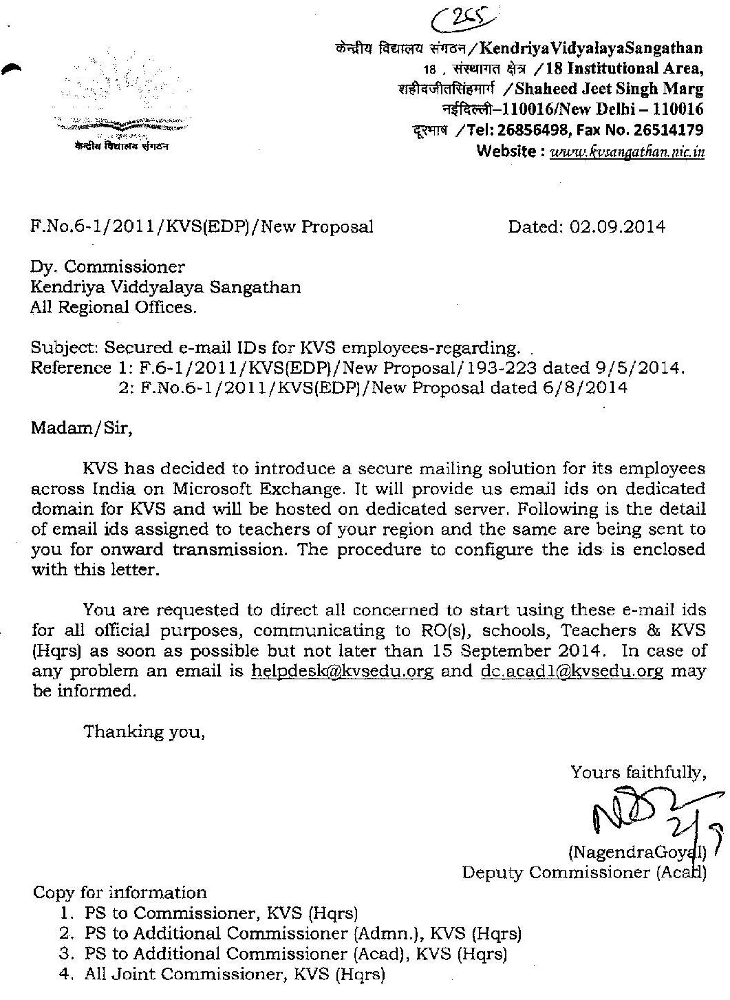 265
केन्द्रीय विद्यालय संगठन/KendriyaVidyalayaSangathan
18 , संस्थागत क्षेत्र /18 Institutional Area,
शहीदजीतसिंहमार्ग /Shaheed Jeet Singh Marg
नईदिल्ली–110016/New Delhi – 110016
दूरभाष /Tel: 26856498, Fax No. 26514179
Website : www.kvsangathan.nic.in
केन्द्रीय विद्यालय संगठन
F.No.6-1/2011/KVS(EDP)/New Proposal Dated: 02.09.2014
Dy. Commissioner
Kendriya Viddyalaya Sangathan
All Regional Offices.
Subject: Secured e-mail IDs for KVS employees-regarding.
Reference 1: F.6-1/2011/KVS(EDP)/New Proposal/193-223 dated 9/5/2014.
2: F.No.6-1/2011/KVS(EDP)/New Proposal dated 6/8/2014
Madam/Sir,
KVS has decided to introduce a secure mailing solution for its employees
across India on Microsoft Exchange. It will provide us email ids on dedicated
domain for KVS and will be hosted on dedicated server. Following is the detail
of email ids assigned to teachers of your region and the same are being sent to
you for onward transmission. The procedure to configure the ids is enclosed
with this letter.
You are requested to direct all concerned to start using these e-mail ids
for all official purposes, communicating to RO(s), schools, Teachers & KVS
(Hqrs) as soon as possible but not later than 15 September 2014. In case of
any problem an email is helpdesk@kvsedu.org and dc.acad1@kvsedu.org may
be informed.
Thanking you,
Yours faithfully,
2/9
(NagendraGoyal)
Deputy Commissioner (Acad)
Copy for information
1. PS to Commissioner, KVS (Hqrs)
2. PS to Additional Commissioner (Admn.), KVS (Hqrs)
3. PS to Additional Commissioner (Acad), KVS (Hqrs)
4. All Joint Commissioner, KVS (Hqrs)